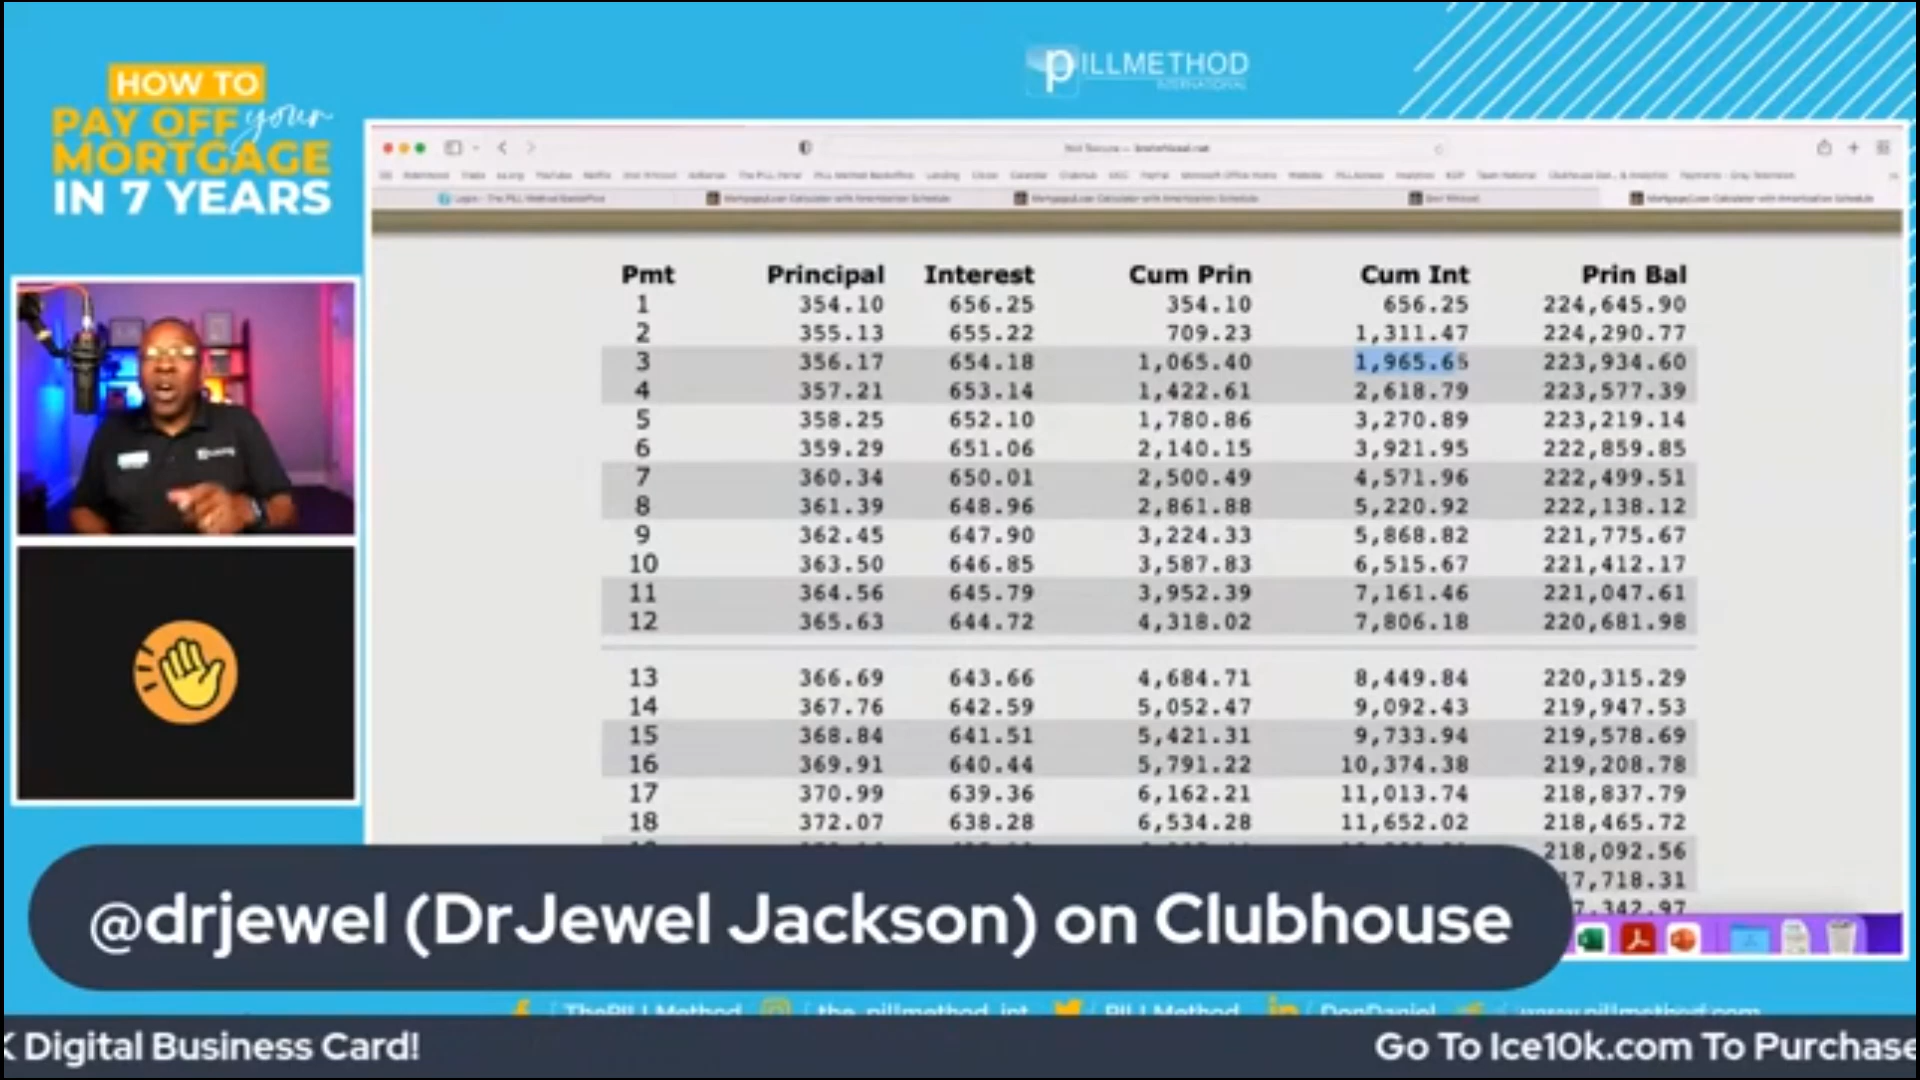 HOW TO
PAY OFF your
MORTGAGE
IN 7 YEARS
PILLMETHOD
INTERNATIONAL
Pmt Principal Interest Cum Prin Cum Int Prin Bal
1 354.10 656.25 354.10 656.25 224,645.90
2 355.13 655.22 709.23 1,311.47 224,290.77
3 356.17 654.18 1,065.40 1,965.65 223,934.60
4 357.21 653.14 1,422.61 2,618.79 223,577.39
5 358.25 652.10 1,780.86 3,270.89 223,219.14
6 359.29 651.06 2,140.15 3,921.95 222,859.85
7 360.34 650.01 2,500.49 4,571.96 222,499.51
8 361.39 648.96 2,861.88 5,220.92 222,138.12
9 362.45 647.90 3,224.33 5,868.82 221,775.67
10 363.50 646.85 3,587.83 6,515.67 221,412.17
11 364.56 645.79 3,952.39 7,161.46 221,047.61
12 365.63 644.72 4,318.02 7,806.18 220,681.98
13 366.69 643.66 4,684.71 8,449.84 220,315.29
14 367.76 642.59 5,052.47 9,092.43 219,947.53
15 368.84 641.51 5,421.31 9,733.94 219,578.69
16 369.91 640.44 5,791.22 10,374.38 219,208.78
17 370.99 639.36 6,162.21 11,013.74 218,837.79
18 372.07 638.28 6,534.28 11,652.02 218,465.72
218,092.56
7,718.31
7,342.97
@drjewel (DrJewel Jackson) on Clubhouse
ThePILLMethod the_pillmethod_int PILLMethod DonDaniel www.pillmethod.com
K Digital Business Card! Go To Ice10k.com To Purchase